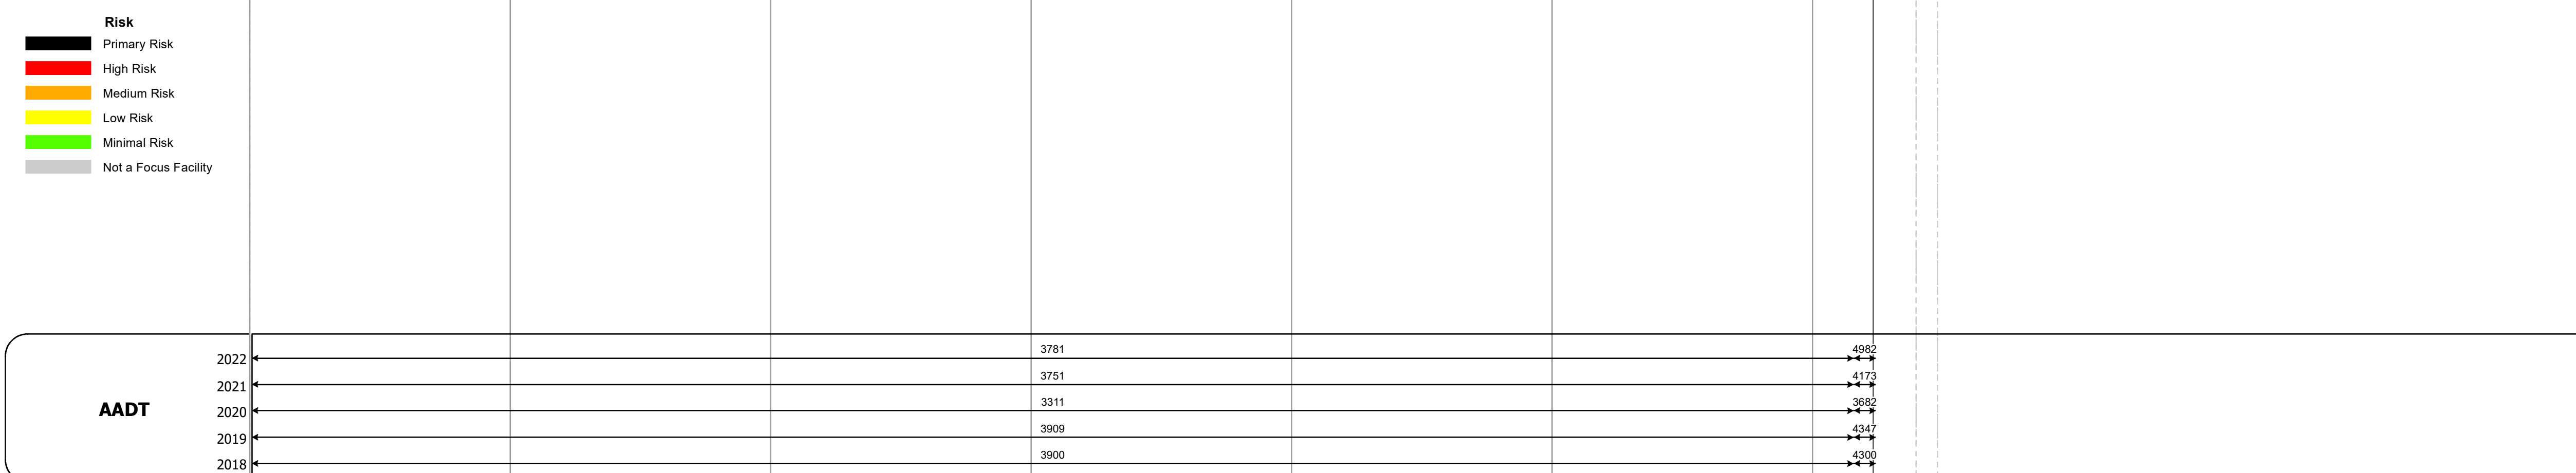 Risk
Primary Risk
High Risk
Medium Risk
Low Risk
Minimal Risk
Not a Focus Facility
AADT
2022 3781 4982
2021 3751 4173
2020 3311 3682
2019 3909 4347
2018 3900 4300